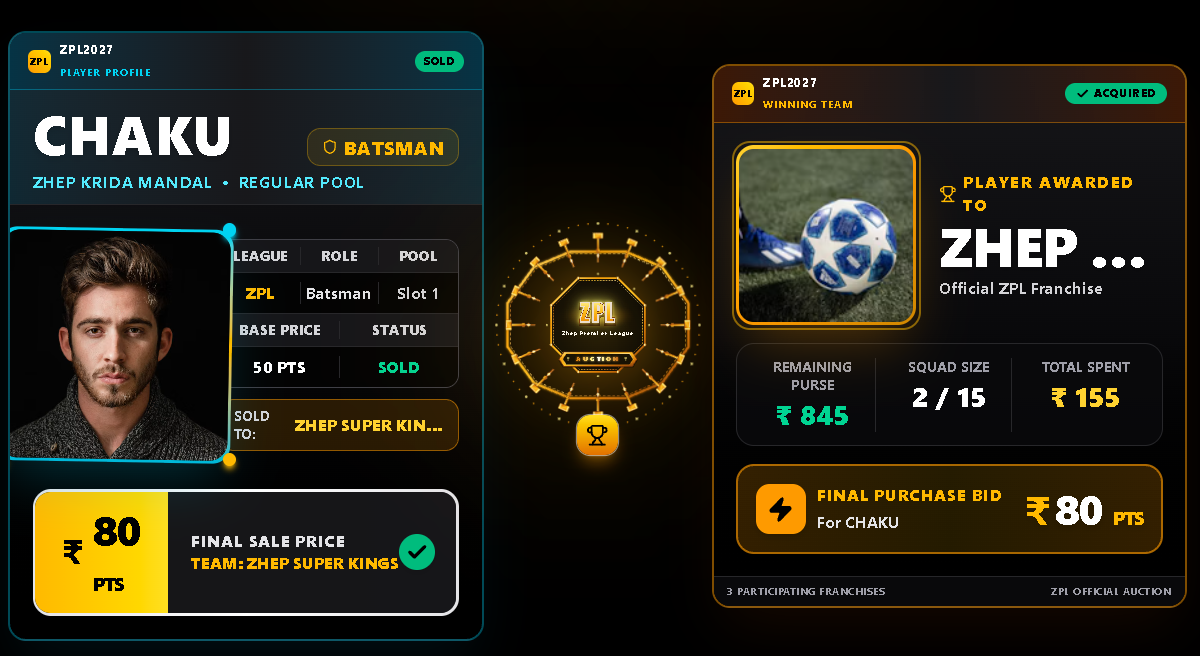 ZPL
ZPL2027
PLAYER PROFILE
SOLD
CHAKU
BATSMAN
ZHEP KRIDA MANDAL • REGULAR POOL
LEAGUE ROLE POOL
ZPL Batsman Slot 1
BASE PRICE STATUS
50 PTS SOLD
SOLD
TO:
ZHEP SUPER KIN...
₹ 80
PTS
FINAL SALE PRICE
TEAM: ZHEP SUPER KINGS
ZPL
Zhep Premier League
AUCTION
ZPL
ZPL2027
WINNING TEAM
ACQUIRED
PLAYER AWARDED
TO
ZHEP ...
Official ZPL Franchise
REMAINING
PURSE
₹ 845
SQUAD SIZE
2 / 15
TOTAL SPENT
₹ 155
FINAL PURCHASE BID
For CHAKU
₹ 80 PTS
3 PARTICIPATING FRANCHISES
ZPL OFFICIAL AUCTION